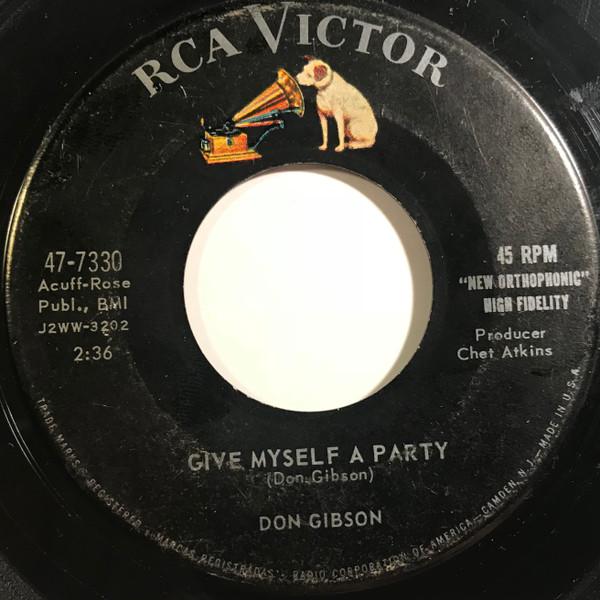 RCA VICTOR
47-7330
Acuff-Rose
Publ., BMI
J2WW-3202
2:36
45 RPM
"NEW ORTHOPHONIC"
HIGH FIDELITY
Producer
Chet Atkins
GIVE MYSELF A PARTY
(Don Gibson)
DON GIBSON
TRADE MARKS REGISTERED • MARCAS REGISTRADAS • RADIO CORPORATION OF AMERICA—CAMDEN, N. J.—MADE IN U.S.A.